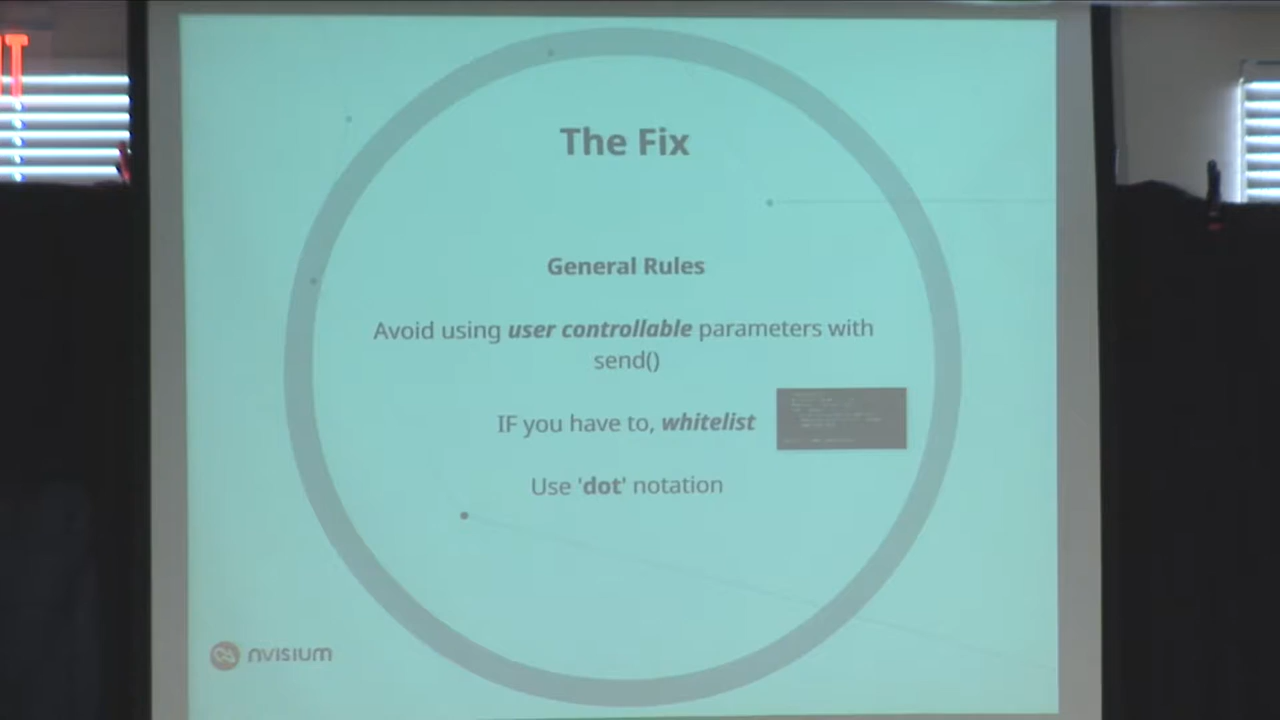 The Fix
General Rules
Avoid using user controllable parameters with
send()
IF you have to, whitelist
Use 'dot' notation
nvisium